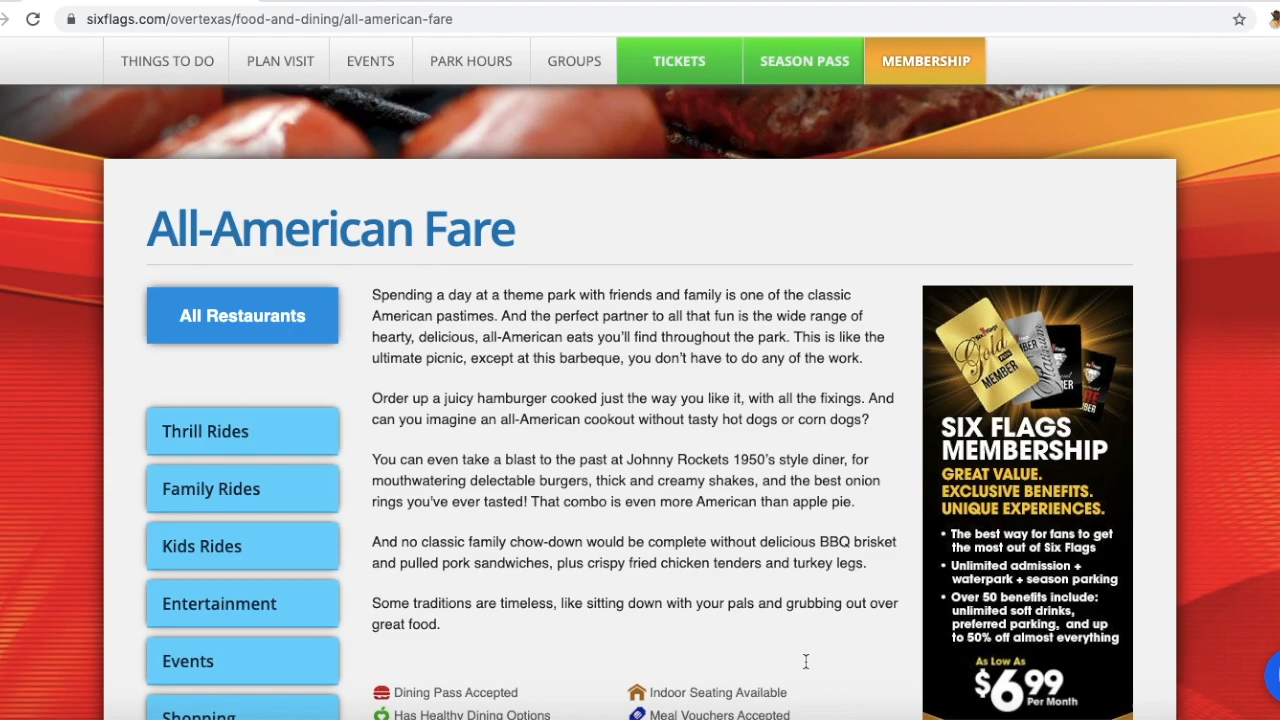 sixflags.com/overtexas/food-and-dining/all-american-fare
THINGS TO DO
PLAN VISIT
EVENTS
PARK HOURS
GROUPS
TICKETS
SEASON PASS
MEMBERSHIP
All-American Fare
All Restaurants
Thrill Rides
Family Rides
Kids Rides
Entertainment
Events
Shopping
Spending a day at a theme park with friends and family is one of the classic
American pastimes. And the perfect partner to all that fun is the wide range of
hearty, delicious, all-American eats you'll find throughout the park. This is like the
ultimate picnic, except at this barbeque, you don't have to do any of the work.
Order up a juicy hamburger cooked just the way you like it, with all the fixings. And
can you imagine an all-American cookout without tasty hot dogs or corn dogs?
You can even take a blast to the past at Johnny Rockets 1950's style diner, for
mouthwatering delectable burgers, thick and creamy shakes, and the best onion
rings you've ever tasted! That combo is even more American than apple pie.
And no classic family chow-down would be complete without delicious BBQ brisket
and pulled pork sandwiches, plus crispy fried chicken tenders and turkey legs.
Some traditions are timeless, like sitting down with your pals and grubbing out over
great food.
Dining Pass Accepted
Indoor Seating Available
Has Healthy Dining Options
Meal Vouchers Accepted
Gold
MEMBER
SIX FLAGS
MEMBERSHIP
GREAT VALUE.
EXCLUSIVE BENEFITS.
UNIQUE EXPERIENCES.
• The best way for fans to get
the most out of Six Flags
• Unlimited admission +
waterpark + season parking
• Over 50 benefits include:
unlimited soft drinks,
preferred parking, and up
to 50% off almost everything
As Low As
$6.99
Per Month